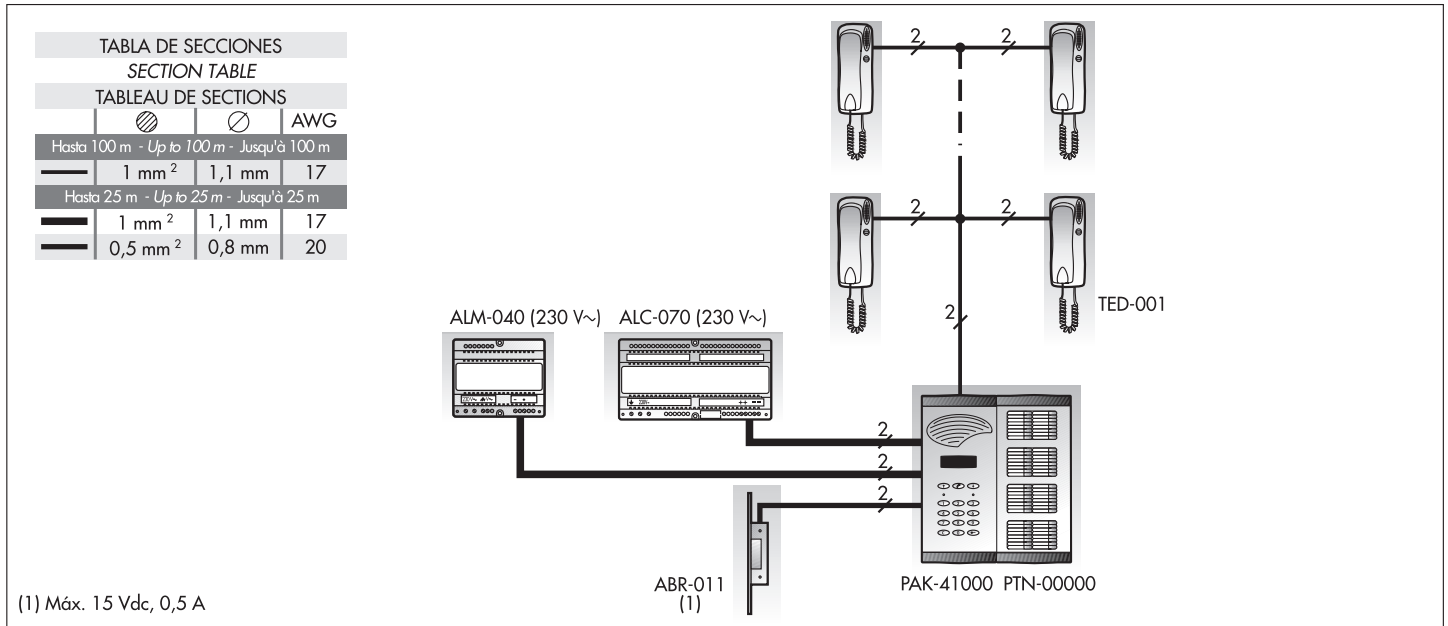 TABLA DE SECCIONES
SECTION TABLE
TABLEAU DE SECTIONS
AWG
Hasta 100 m - Up to 100 m - Jusqu'à 100 m
1 mm² 1,1 mm 17
Hasta 25 m - Up to 25 m - Jusqu'à 25 m
1 mm² 1,1 mm 17
0,5 mm² 0,8 mm 20
2 2
2 2
TED-001
2
ALM-040 (230 V~) ALC-070 (230 V~)
2
2
2
ABR-011
(1)
PAK-41000 PTN-00000
(1) Máx. 15 Vdc, 0,5 A